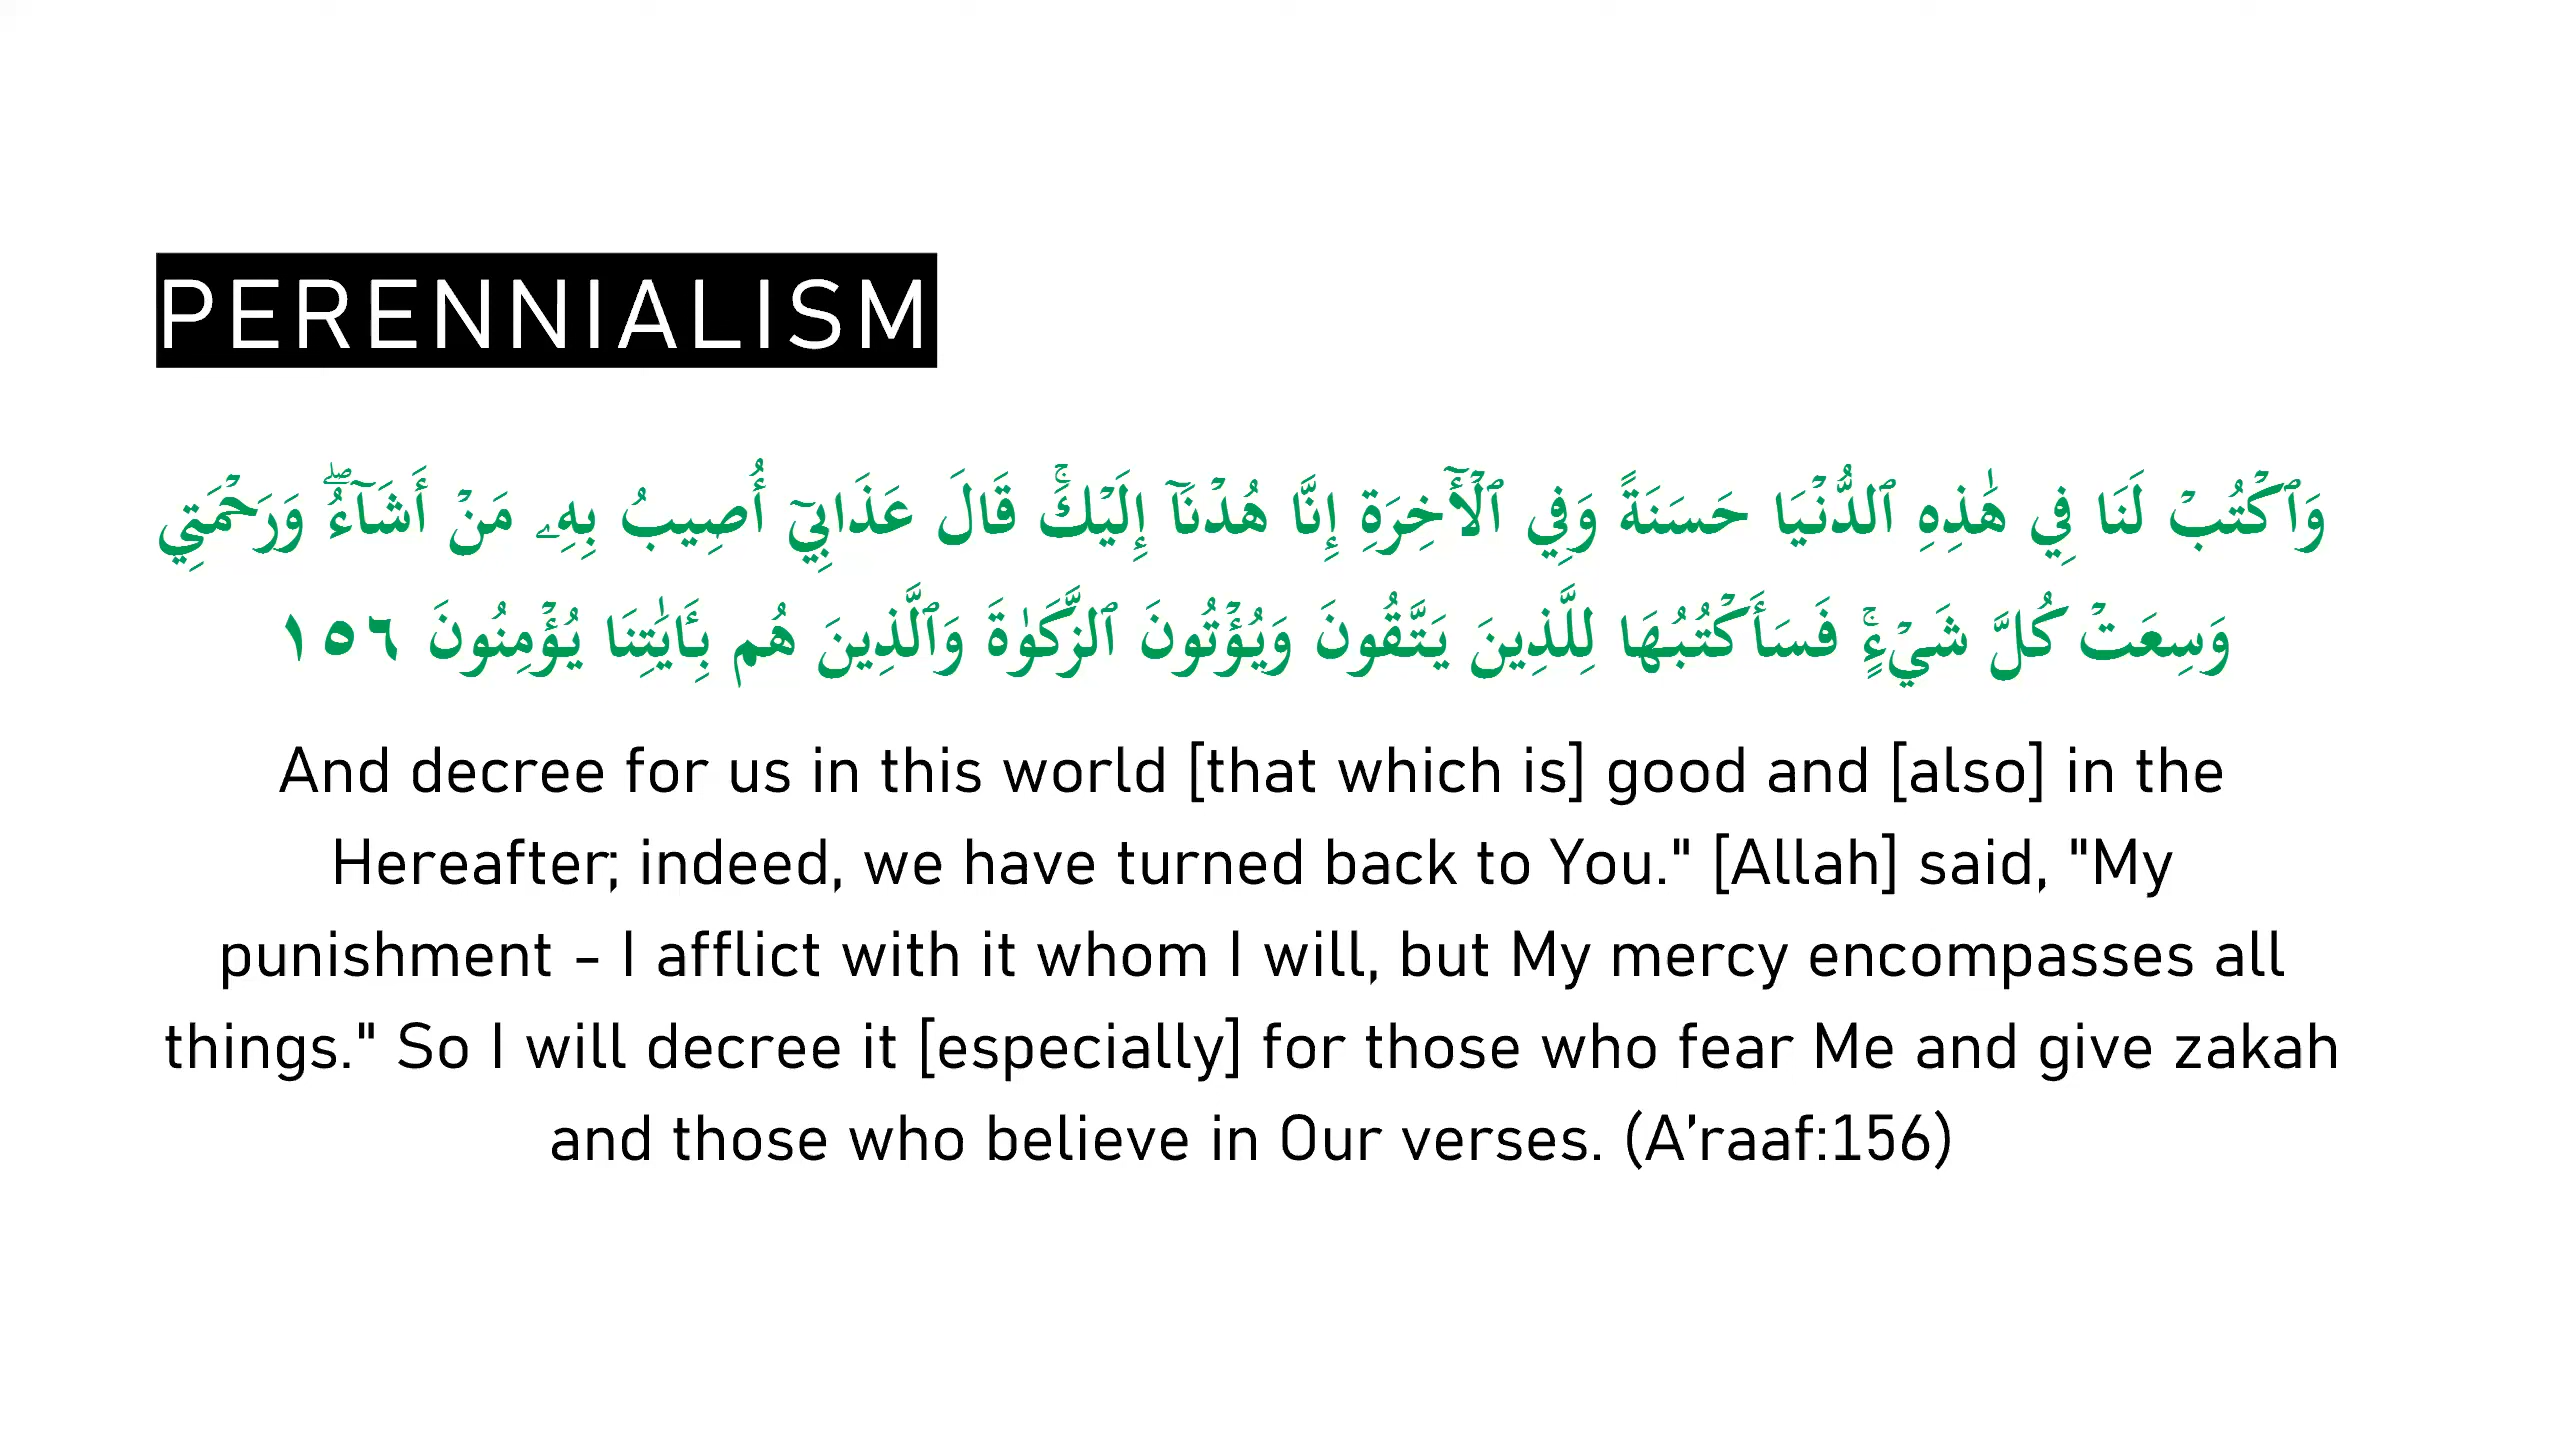 PERENNIALISM
وَٱكۡتُبۡ لَنَا فِي هَٰذِهِ ٱلدُّنۡيَا حَسَنَةً وَفِي ٱلۡأٓخِرَةِ إِنَّا هُدۡنَآ إِلَيۡكَۚ قَالَ عَذَابِيٓ أُصِيبُ بِهِۦ مَنۡ أَشَآءُۖ وَرَحۡمَتِي
وَسِعَتۡ كُلَّ شَيۡءٍۚ فَسَأَكۡتُبُهَا لِلَّذِينَ يَتَّقُونَ وَيُؤۡتُونَ ٱلزَّكَوٰةَ وَٱلَّذِينَ هُم بِـَٔايَٰتِنَا يُؤۡمِنُونَ ١٥٦
And decree for us in this world [that which is] good and [also] in the
Hereafter; indeed, we have turned back to You." [Allah] said, "My
punishment - I afflict with it whom I will, but My mercy encompasses all
things." So I will decree it [especially] for those who fear Me and give zakah
and those who believe in Our verses. (A’raaf:156)